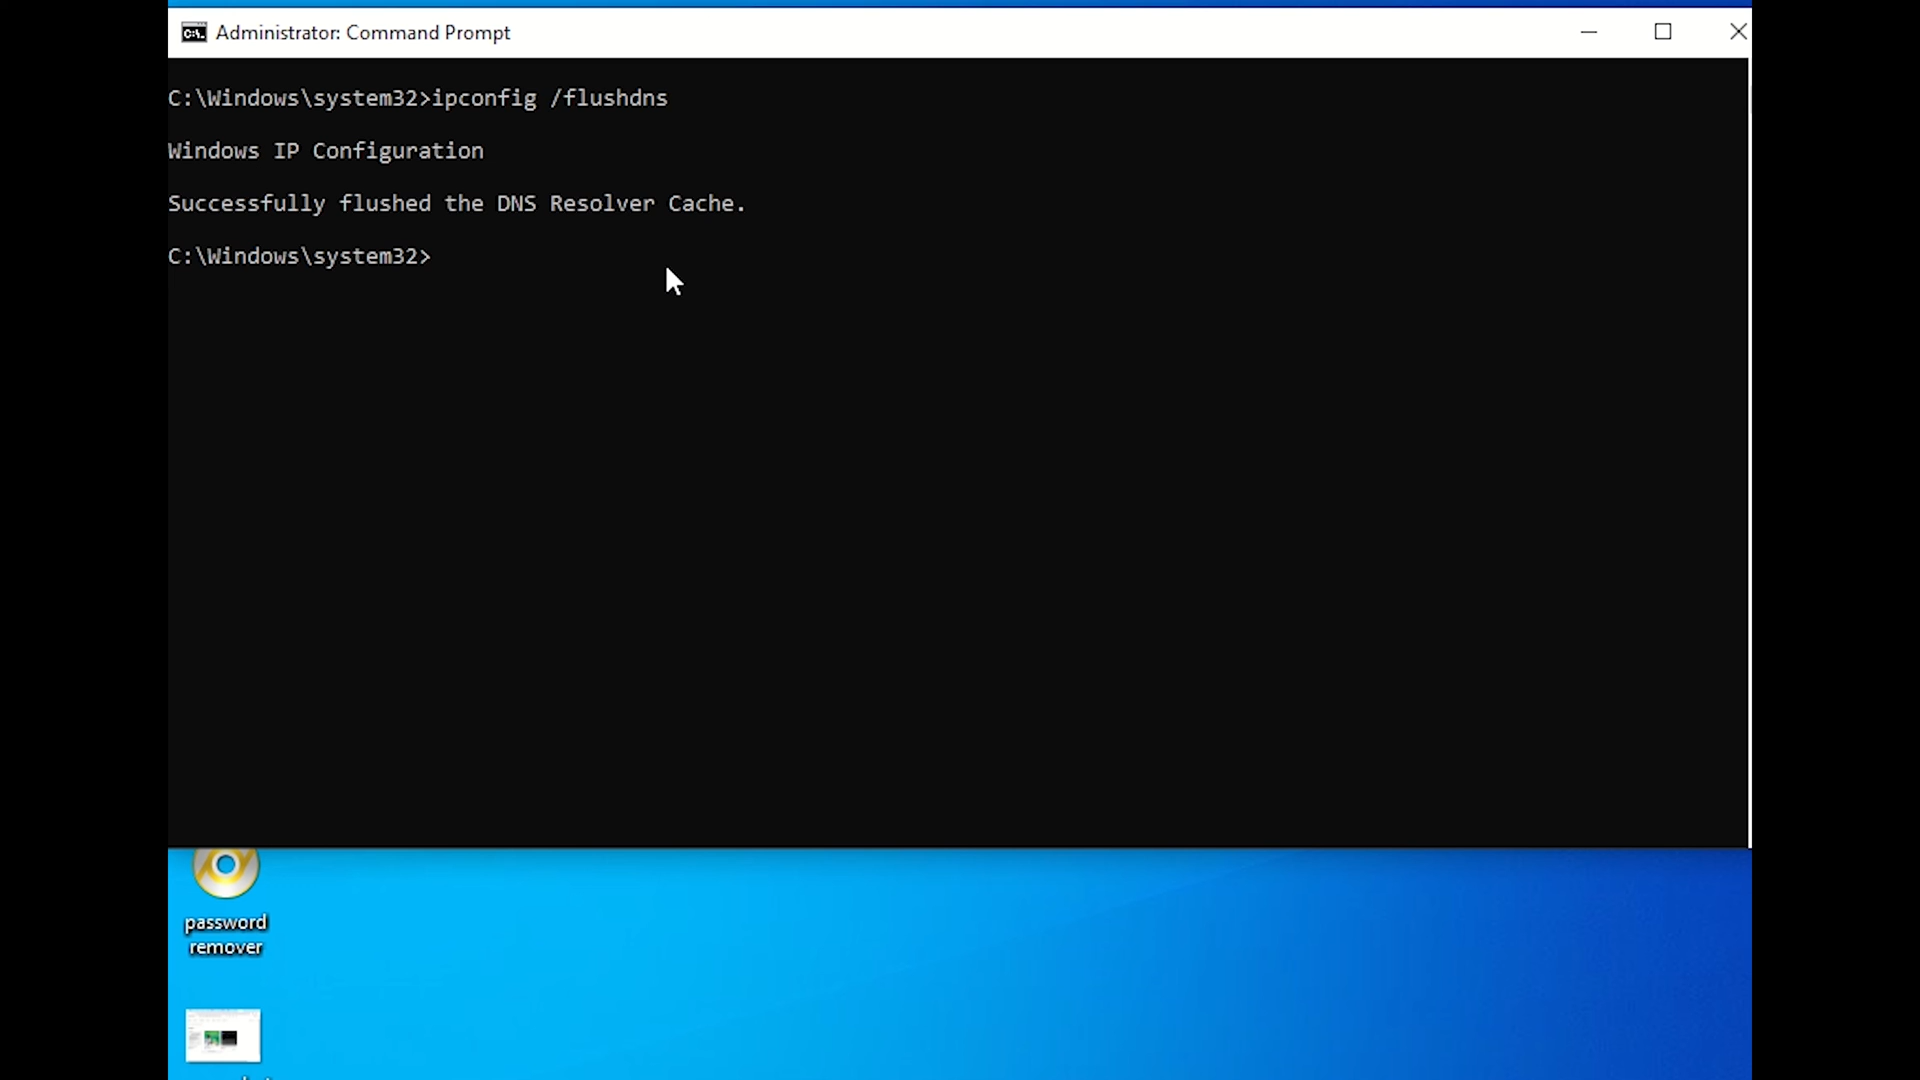 Administrator: Command Prompt
C:\Windows\system32>ipconfig /flushdns
Windows IP Configuration
Successfully flushed the DNS Resolver Cache.
C:\Windows\system32>
password
remover